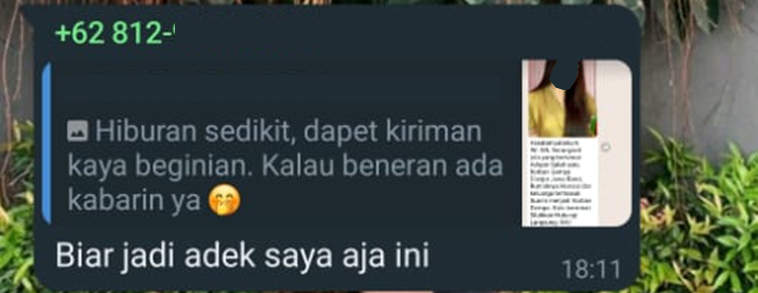 +62 812-
Hiburan sedikit, dapet kiriman
kaya beginian. Kalau beneran ada
kabarin ya 🤭
Biar jadi adek saya aja ini
18:11